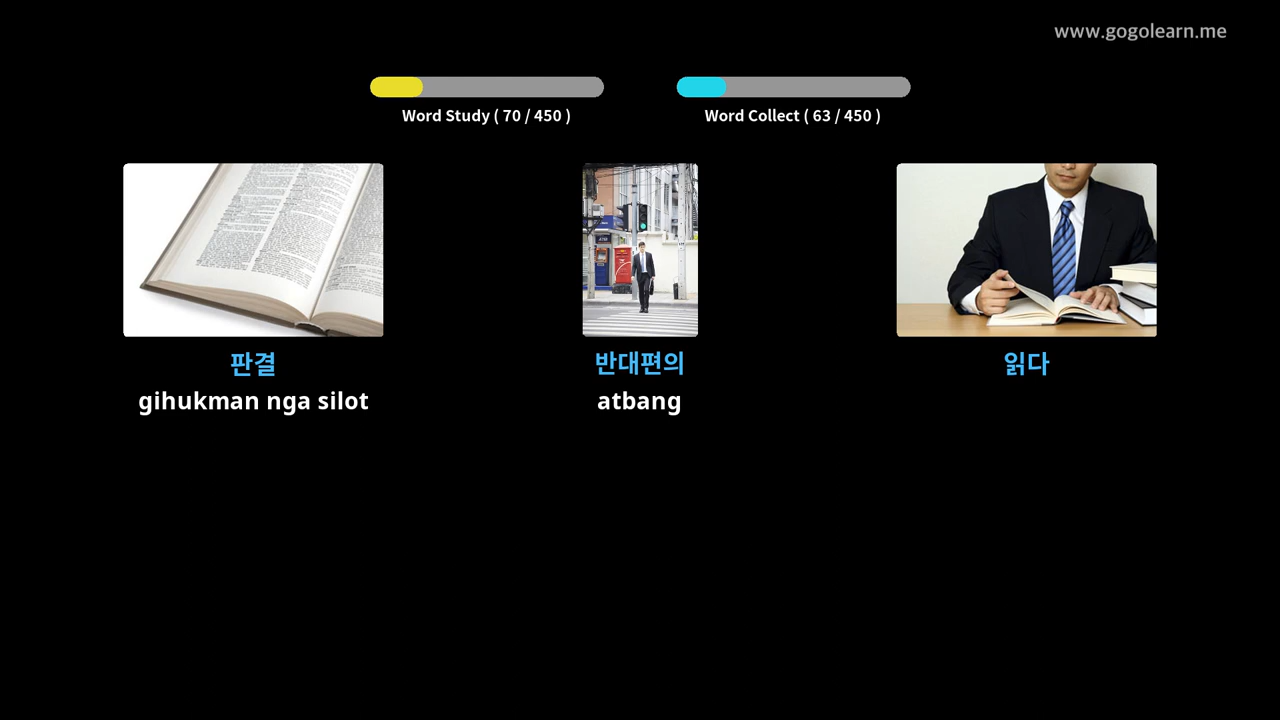 www.gogolearn.me
Word Study ( 70 / 450 )
Word Collect ( 63 / 450 )
판결
gihukman nga silot
반대편의
atbang
읽다